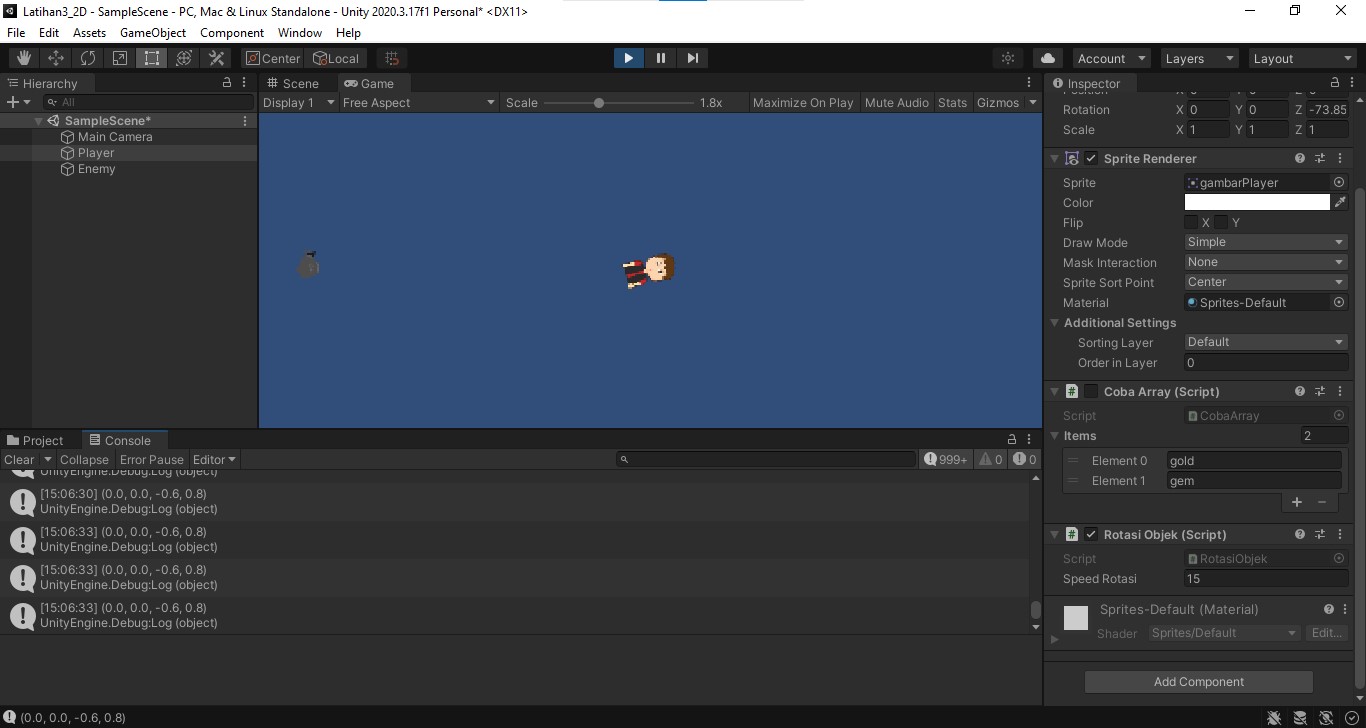 Latihan3_2D - SampleScene - PC, Mac & Linux Standalone - Unity 2020.3.17f1 Personal* <DX11>
File Edit Assets GameObject Component Window Help
Center Local Account Layers Layout
Hierarchy
All
SampleScene*
Main Camera
Player
Enemy
Scene Game
Display 1 Free Aspect Scale 1.8x Maximize On Play Mute Audio Stats Gizmos
Project Console
Clear Collapse Error Pause Editor 999+ 0 0
UnityEngine.Debug:Log (object)
[15:06:30] (0.0, 0.0, -0.6, 0.8)
UnityEngine.Debug:Log (object)
[15:06:33] (0.0, 0.0, -0.6, 0.8)
UnityEngine.Debug:Log (object)
[15:06:33] (0.0, 0.0, -0.6, 0.8)
UnityEngine.Debug:Log (object)
[15:06:33] (0.0, 0.0, -0.6, 0.8)
UnityEngine.Debug:Log (object)
Inspector
Rotation X 0 Y 0 Z -73.85
Scale X 1 Y 1 Z 1
Sprite Renderer
Sprite gambarPlayer
Color
Flip X Y
Draw Mode Simple
Mask Interaction None
Sprite Sort Point Center
Material Sprites-Default
Additional Settings
Sorting Layer Default
Order in Layer 0
Coba Array (Script)
Script CobaArray
Items 2
Element 0 gold
Element 1 gem
Rotasi Objek (Script)
Script RotasiObjek
Speed Rotasi 15
Sprites-Default (Material)
Shader Sprites/Default Edit...
Add Component
(0.0, 0.0, -0.6, 0.8)